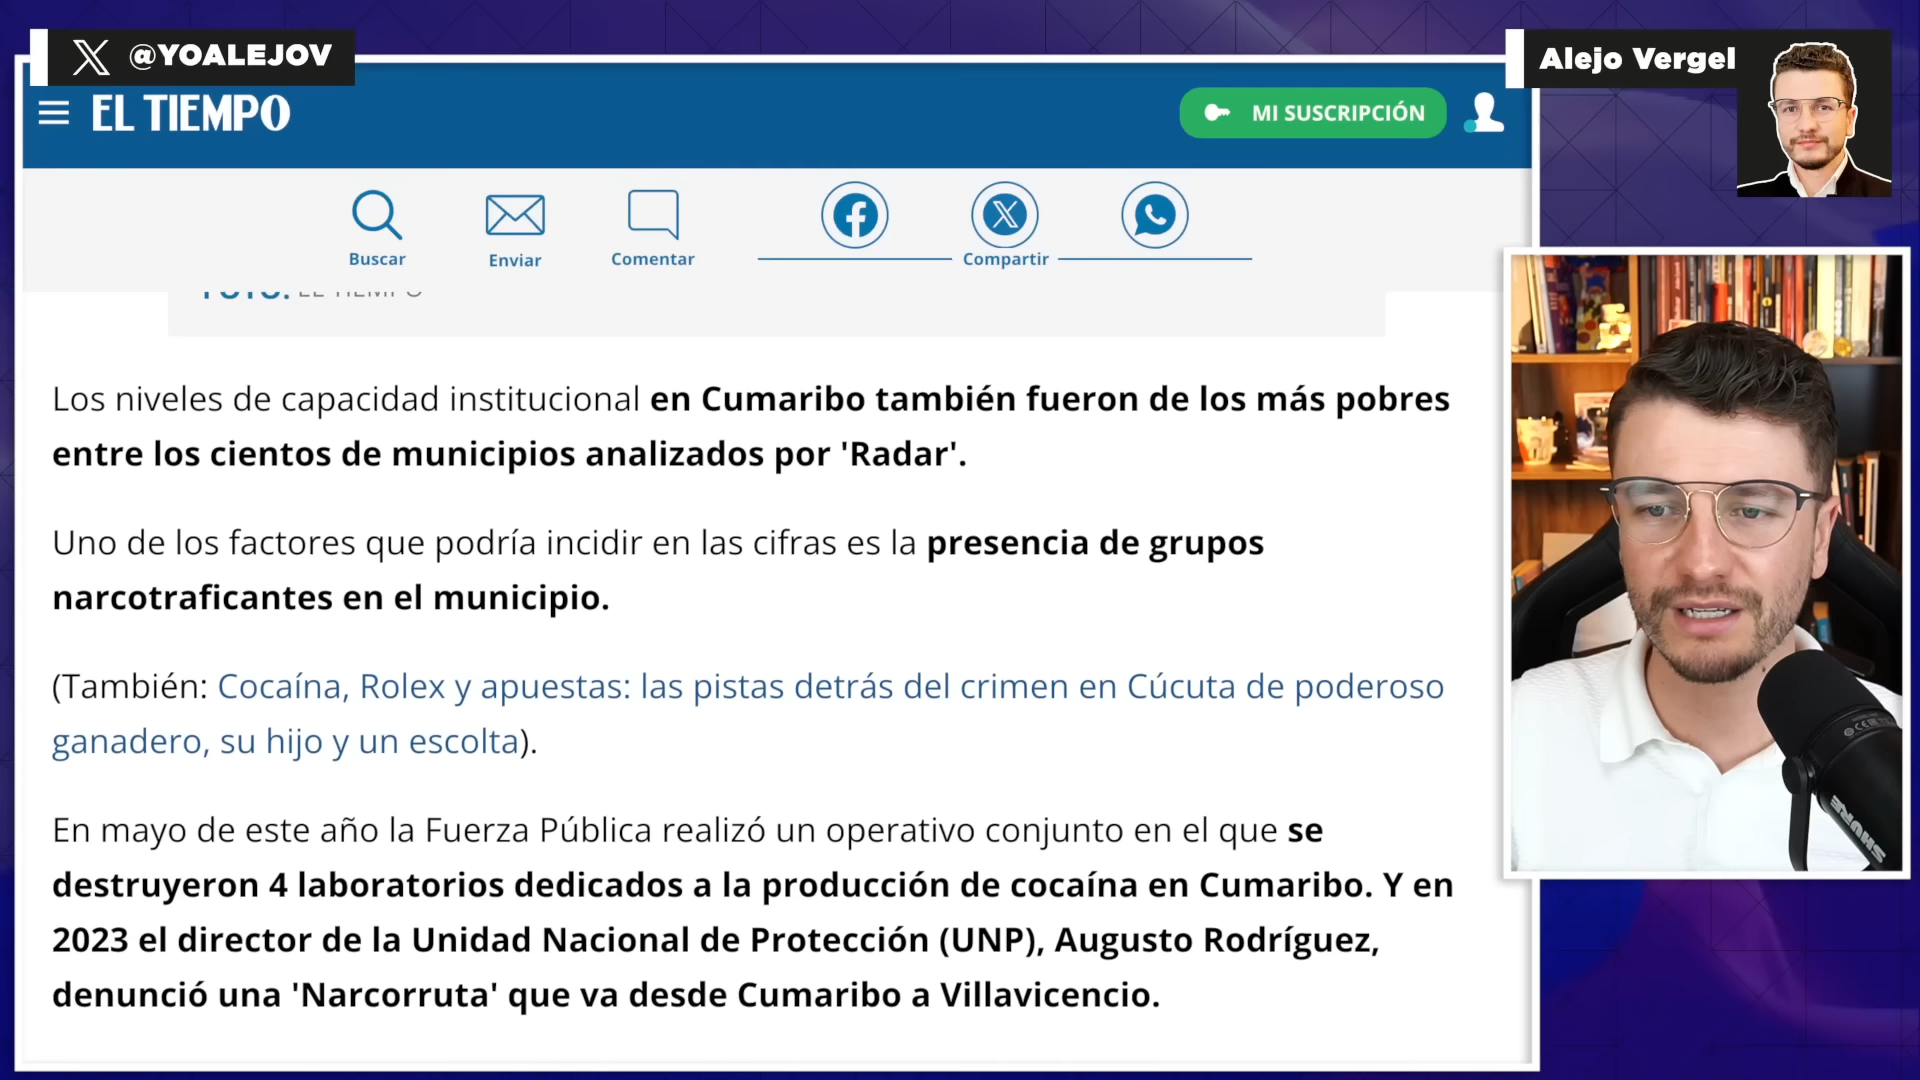 @YOALEJOV
Alejo Vergel
EL TIEMPO
MI SUSCRIPCIÓN
Buscar
Enviar
Comentar
Compartir
FOTO: EL TIEMPO
Los niveles de capacidad institucional en Cumaribo también fueron de los más pobres
entre los cientos de municipios analizados por 'Radar'.
Uno de los factores que podría incidir en las cifras es la presencia de grupos
narcotraficantes en el municipio.
(También: Cocaína, Rolex y apuestas: las pistas detrás del crimen en Cúcuta de poderoso
ganadero, su hijo y un escolta).
En mayo de este año la Fuerza Pública realizó un operativo conjunto en el que se
destruyeron 4 laboratorios dedicados a la producción de cocaína en Cumaribo. Y en
2023 el director de la Unidad Nacional de Protección (UNP), Augusto Rodríguez,
denunció una 'Narcorruta' que va desde Cumaribo a Villavicencio.
SHURE